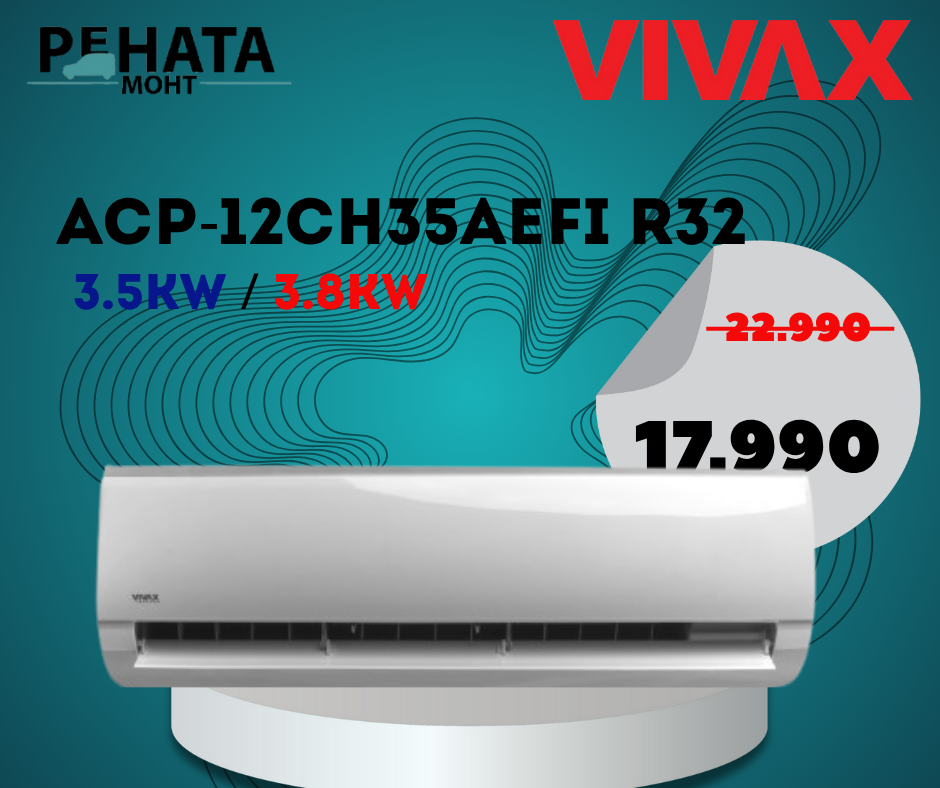 РЕНАТА
МОНТ
VIVAX
ACP-12CH35AEFI R32
3.5KW / 3.8KW
22.990
17.990
VIVAX